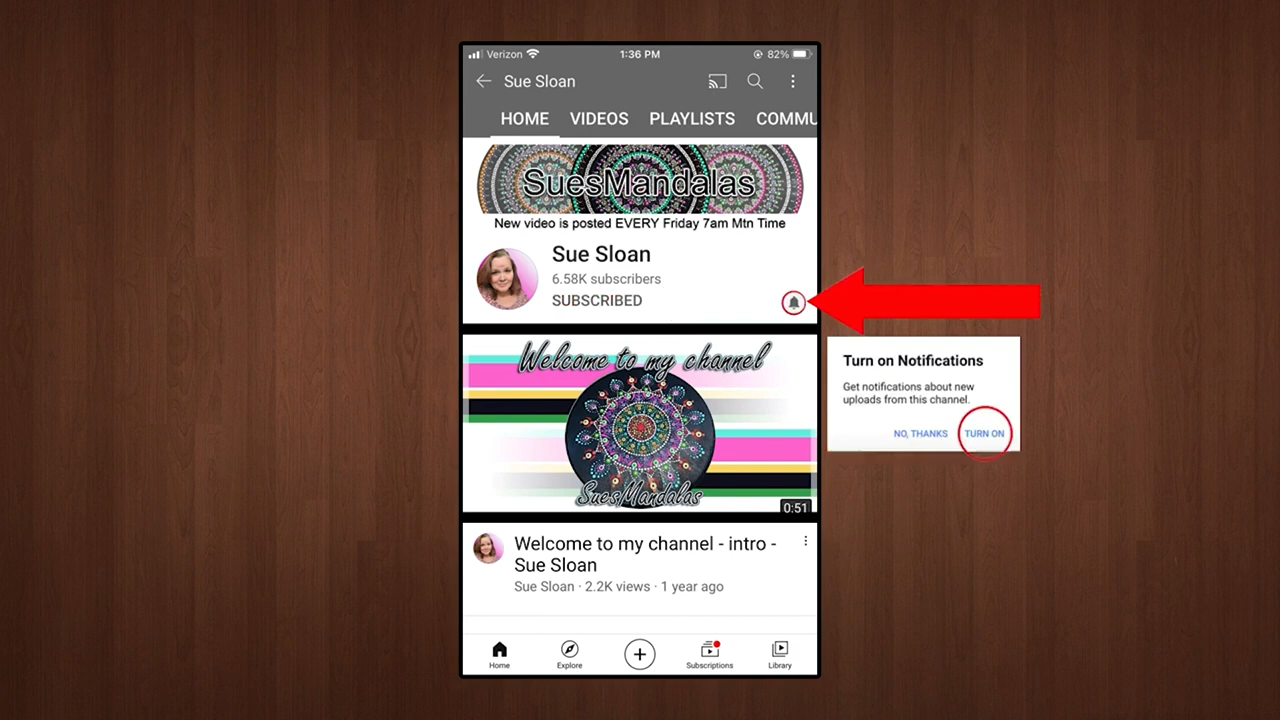 Verizon 1:36 PM 82%
Sue Sloan
HOME VIDEOS PLAYLISTS COMMU
SuesMandalas
New video is posted EVERY Friday 7am Mtn Time
Sue Sloan
6.58K subscribers
SUBSCRIBED
Turn on Notifications
Get notifications about new
uploads from this channel.
NO, THANKS TURN ON
Welcome to my channel
SuesMandalas
0:51
Welcome to my channel - intro -
Sue Sloan
Sue Sloan · 2.2K views · 1 year ago
Home Explore Subscriptions Library